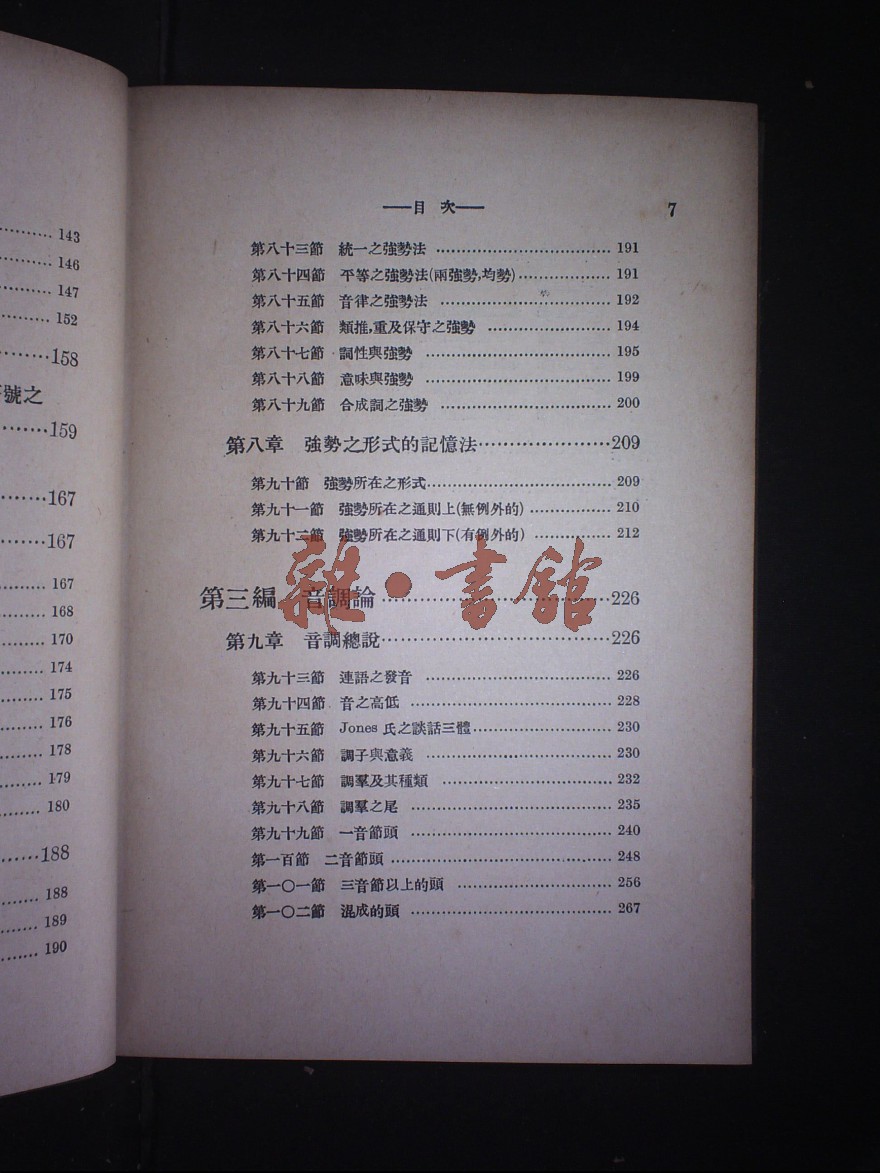 143
146
147
152
158
號之
159
167
167
167
168
170
174
175
176
178
179
180
188
188
189
190
——目 次——
7
第八十三節 統一之強勢法 ········ 191
第八十四節 平等之強勢法(兩強勢,均勢) ········ 191
第八十五節 音律之強勢法 ········ 192
第八十六節 類推,重及保守之強勢 ········ 194
第八十七節 詞性與強勢 ········ 195
第八十八節 意味與強勢 ········ 199
第八十九節 合成詞之強勢 ········ 200
第八章 強勢之形式的記憶法 ········ 209
第九十節 強勢所在之形式 ········ 209
第九十一節 強勢所在之通則上(無例外的) ········ 210
第九十二節 強勢所在之通則下(有例外的) ········ 212
雜·書館
第三編 音調論 ········ 226
第九章 音調總說 ········ 226
第九十三節 連語之發音 ········ 226
第九十四節 音之高低 ········ 228
第九十五節 Jones 氏之談話三體 ········ 230
第九十六節 調子與意義 ········ 230
第九十七節 調羣及其種類 ········ 232
第九十八節 調羣之尾 ········ 235
第九十九節 一音節頭 ········ 240
第一百節 二音節頭 ········ 248
第一〇一節 三音節以上的頭 ········ 256
第一〇二節 混成的頭 ········ 267